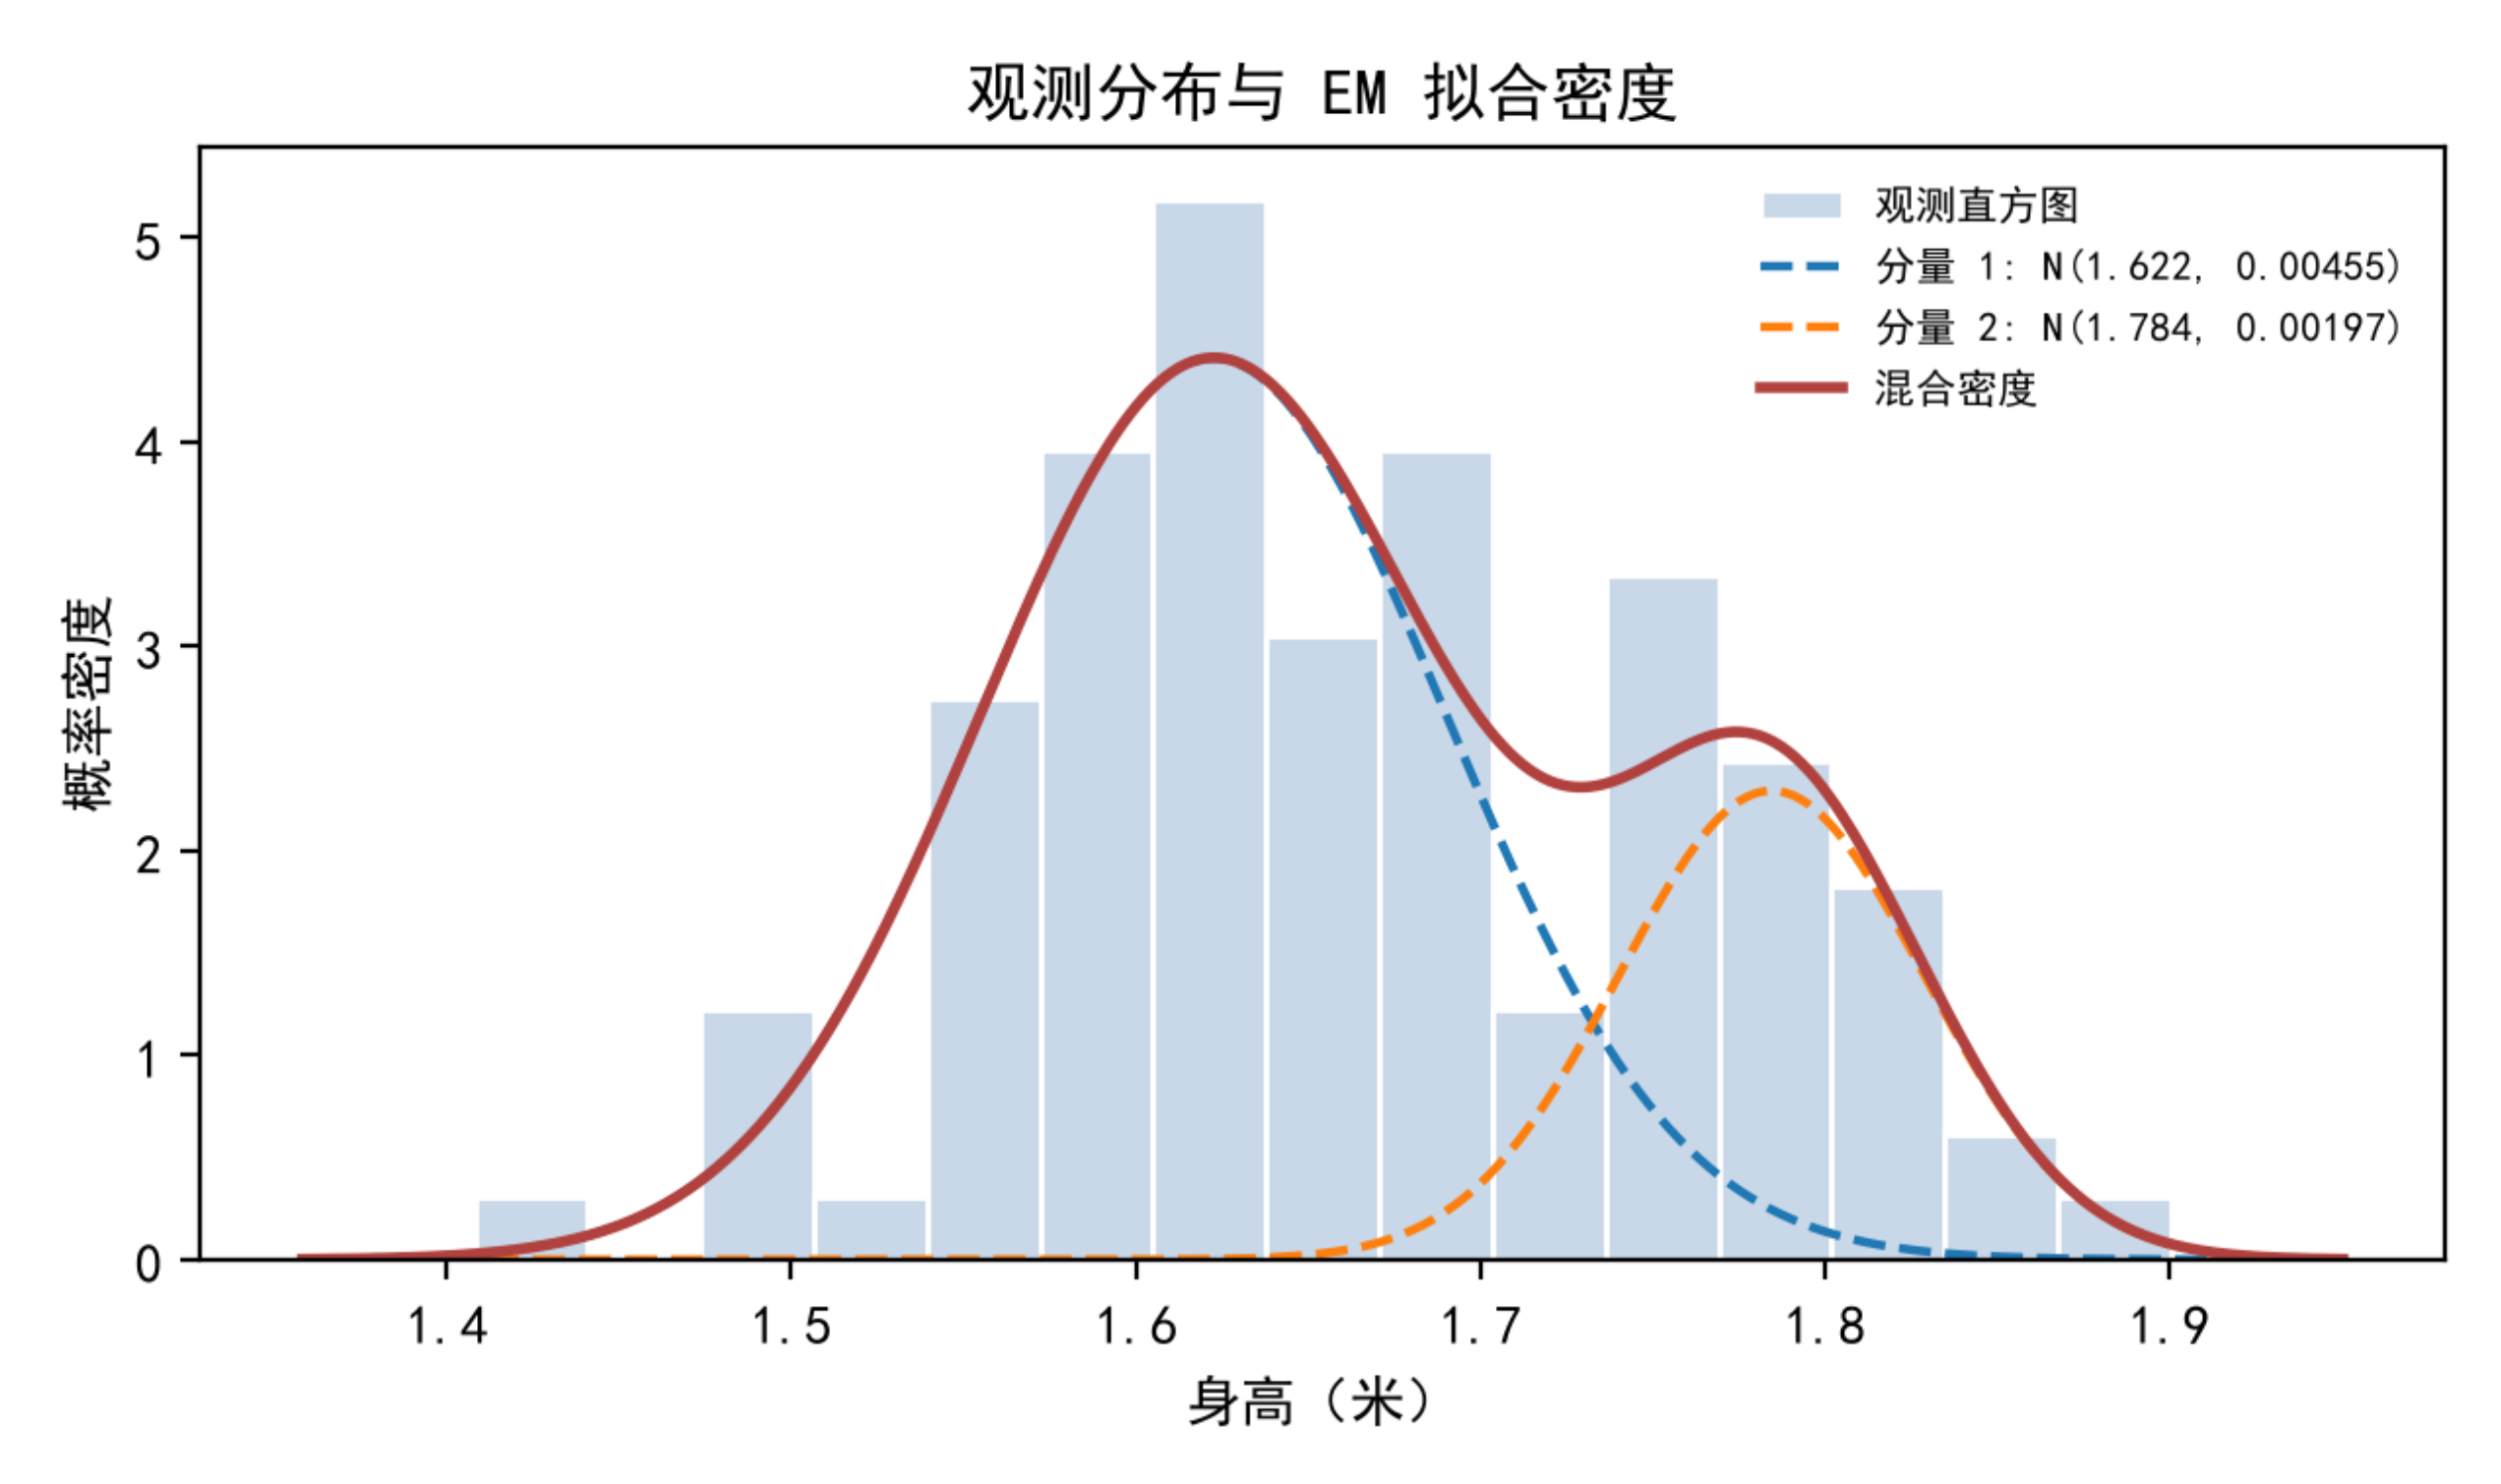 观测分布与 EM 拟合密度
观测直方图
分量 1: N(1.622, 0.00455)
分量 2: N(1.784, 0.00197)
混合密度
概率密度
5
4
3
2
1
0
1.4 1.5 1.6 1.7 1.8 1.9
身高（米）